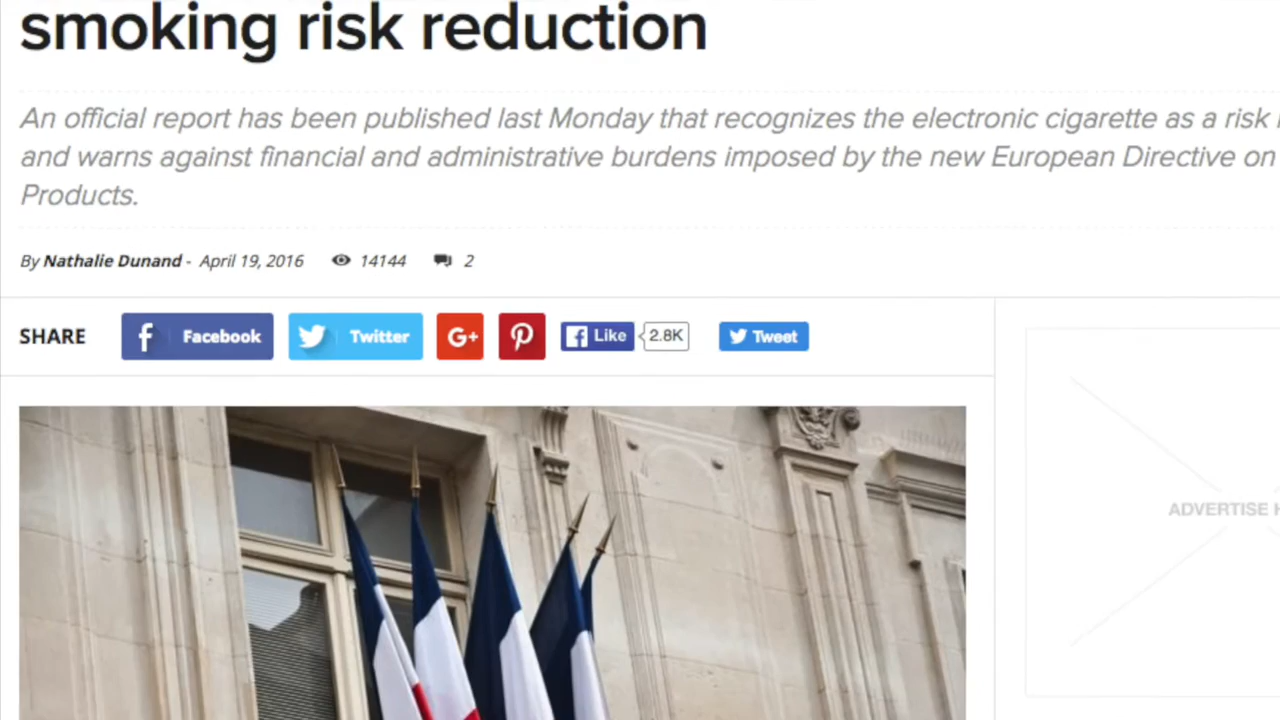 smoking risk reduction
An official report has been published last Monday that recognizes the electronic cigarette as a risk
and warns against financial and administrative burdens imposed by the new European Directive on
Products.
By Nathalie Dunand - April 19, 2016 14144 2
SHARE Facebook Twitter G+ Like 2.8K Tweet
ADVERTISE